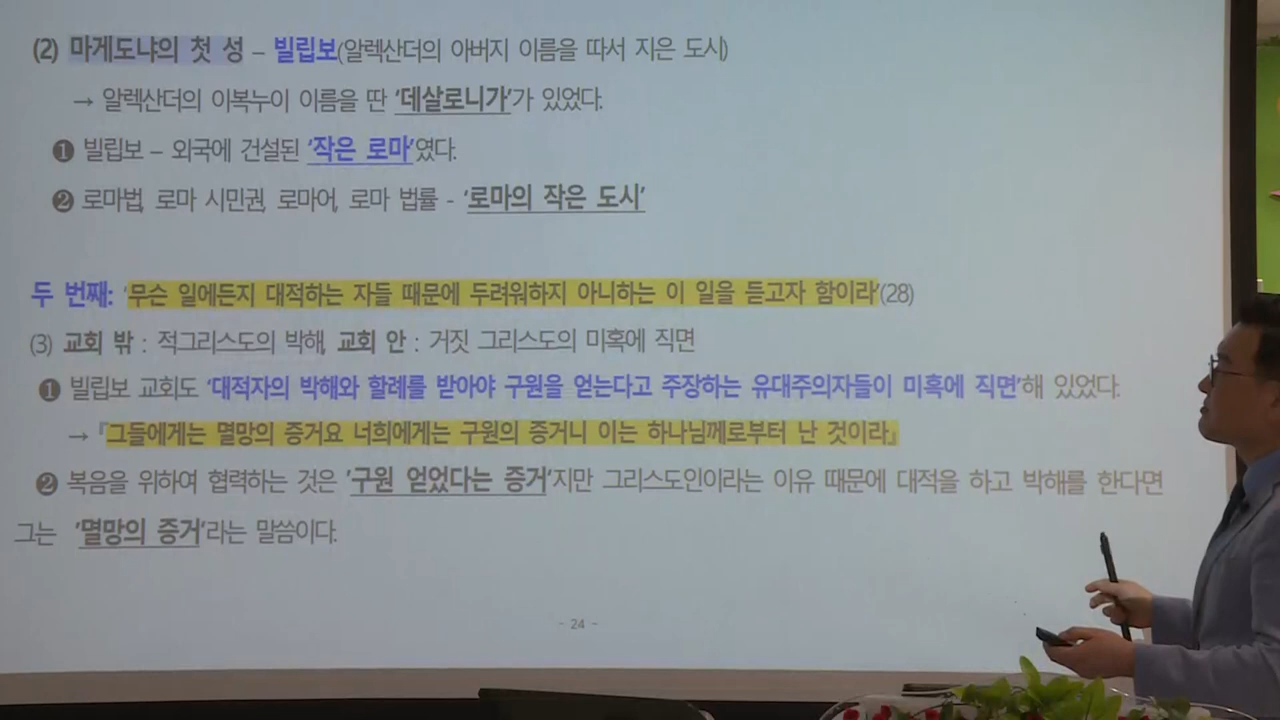 (2) 마게도냐의 첫 성 – 빌립보(알렉산더의 아버지 이름을 따서 지은 도시)
→ 알렉산더의 이복누이 이름을 딴 '데살로니가'가 있었다.
❶ 빌립보 – 외국에 건설된 '작은 로마'였다.
❷ 로마법, 로마 시민권, 로마어, 로마 법률 - '로마의 작은 도시'
두 번째: '무슨 일에든지 대적하는 자들 때문에 두려워하지 아니하는 이 일을 듣고자 함이라'(28)
(3) 교회 밖 : 적그리스도의 박해, 교회 안 : 거짓 그리스도의 미혹에 직면
❶ 빌립보 교회도 '대적자의 박해와 할례를 받아야 구원을 얻는다고 주장하는 유대주의자들이 미혹에 직면'해 있었다.
→ 『그들에게는 멸망의 증거요 너희에게는 구원의 증거니 이는 하나님께로부터 난 것이라』
❷ 복음을 위하여 협력하는 것은 '구원 얻었다는 증거'지만 그리스도인이라는 이유 때문에 대적을 하고 박해를 한다면
그는 '멸망의 증거'라는 말씀이다.
- 24 -